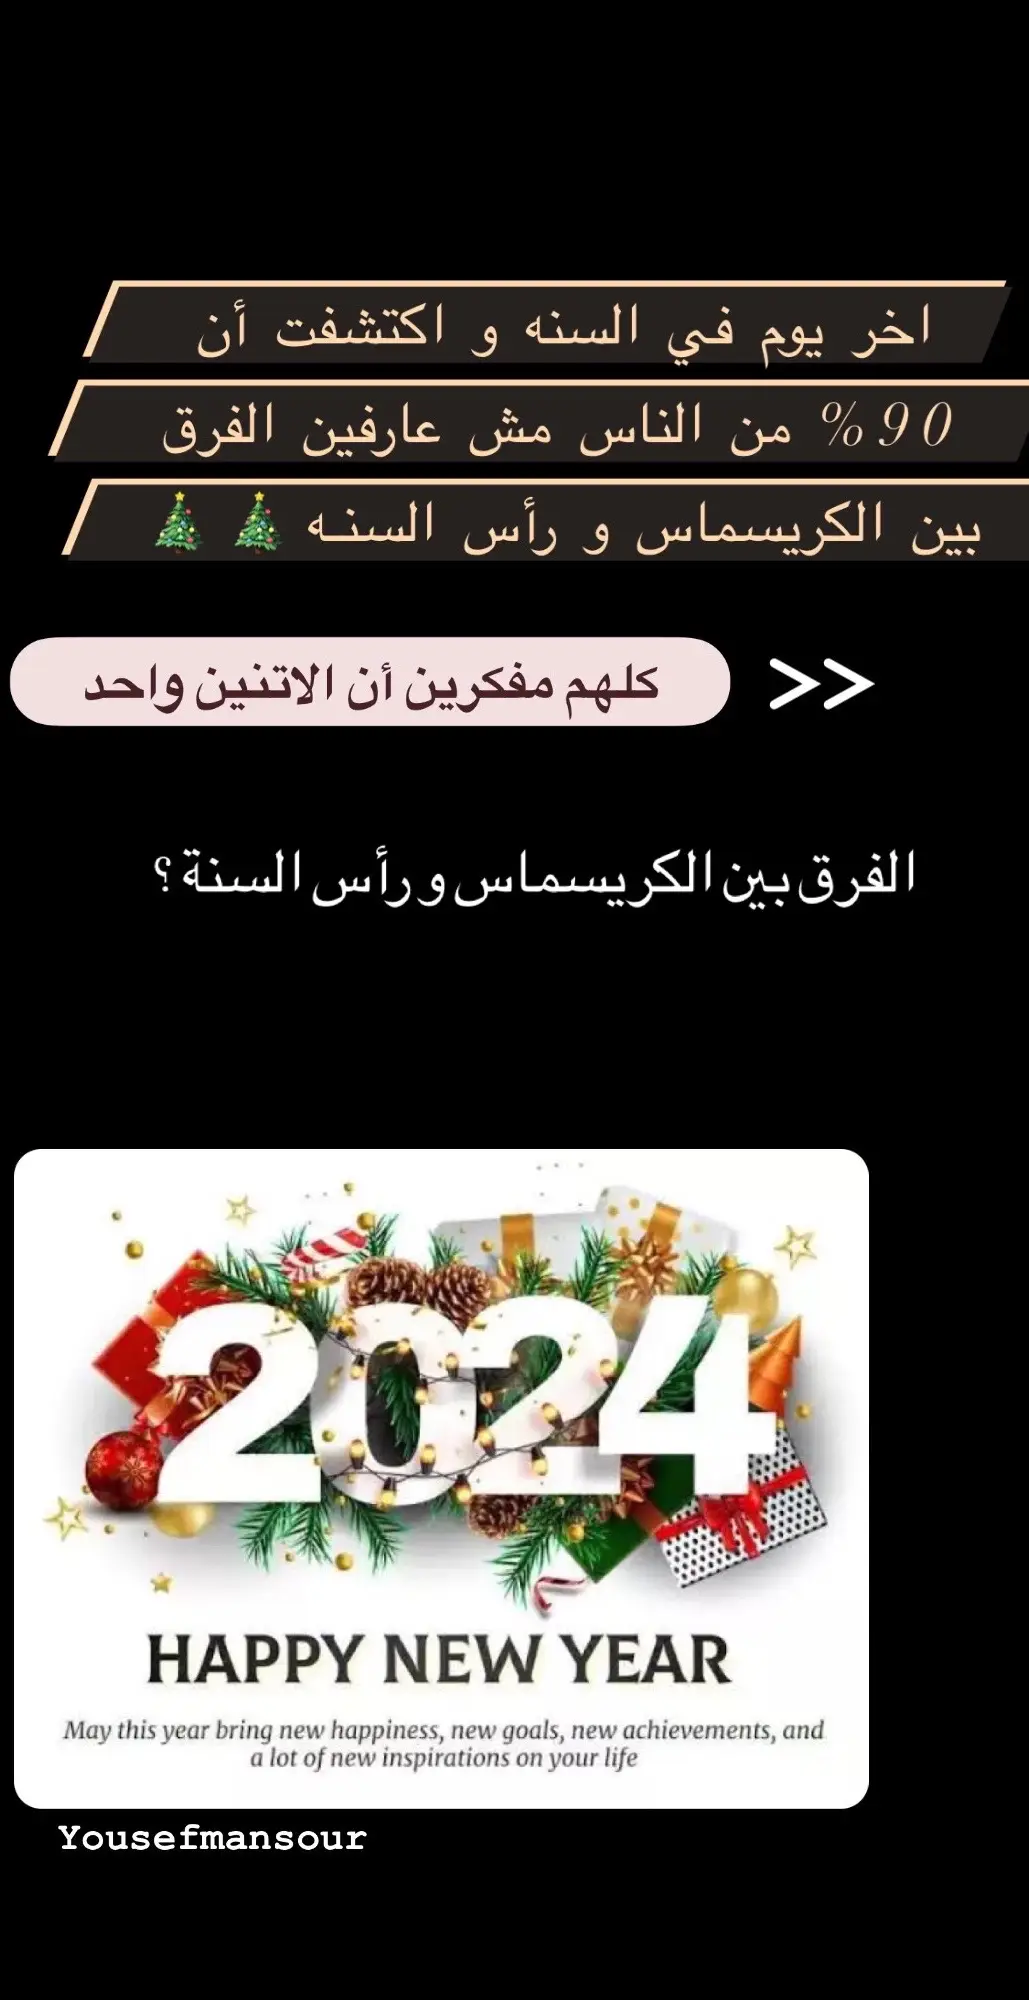 اخر يوم في السنه و اكتشفت أن
90% من الناس مش عارفين الفرق
بين الكريسماس و رأس السنه 🎄 🎄
كلهم مفكرين أن الاتنين واحد >>
الفرق بين الكريسماس و رأس السنة ؟
2024
HAPPY NEW YEAR
May this year bring new happiness, new goals, new achievements, and
a lot of new inspirations on your life
Yousefmansour